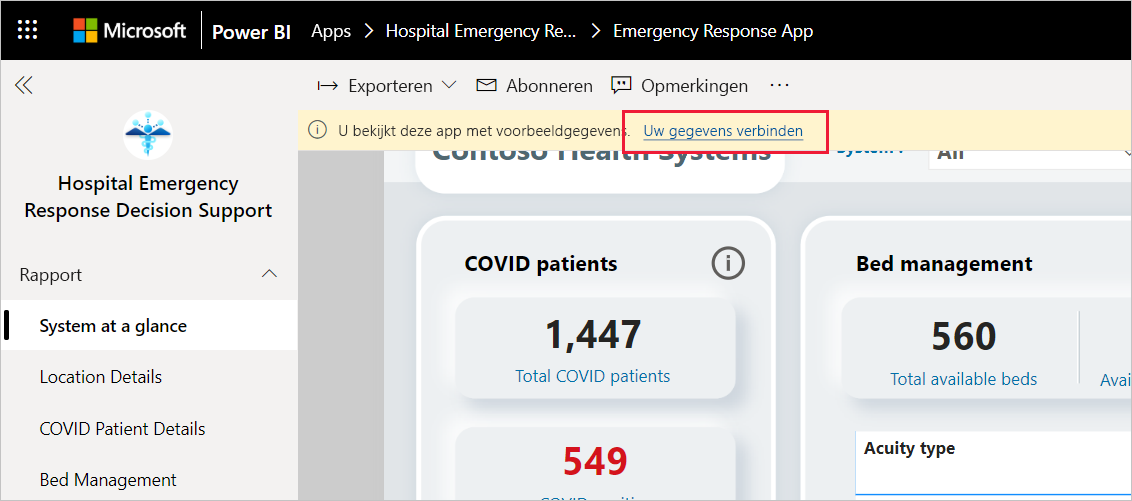 Microsoft Power BI Apps Hospital Emergency Re... Emergency Response App
Exporteren Abonneren Opmerkingen ...
U bekijkt deze app met voorbeeldgegevens. Uw gegevens verbinden
Contoso Health Systems All
Hospital Emergency
Response Decision Support
Rapport
System at a glance
Location Details
COVID Patient Details
Bed Management
COVID patients
1,447
Total COVID patients
549
Bed management
560
Total available beds
Avai
Acuity type